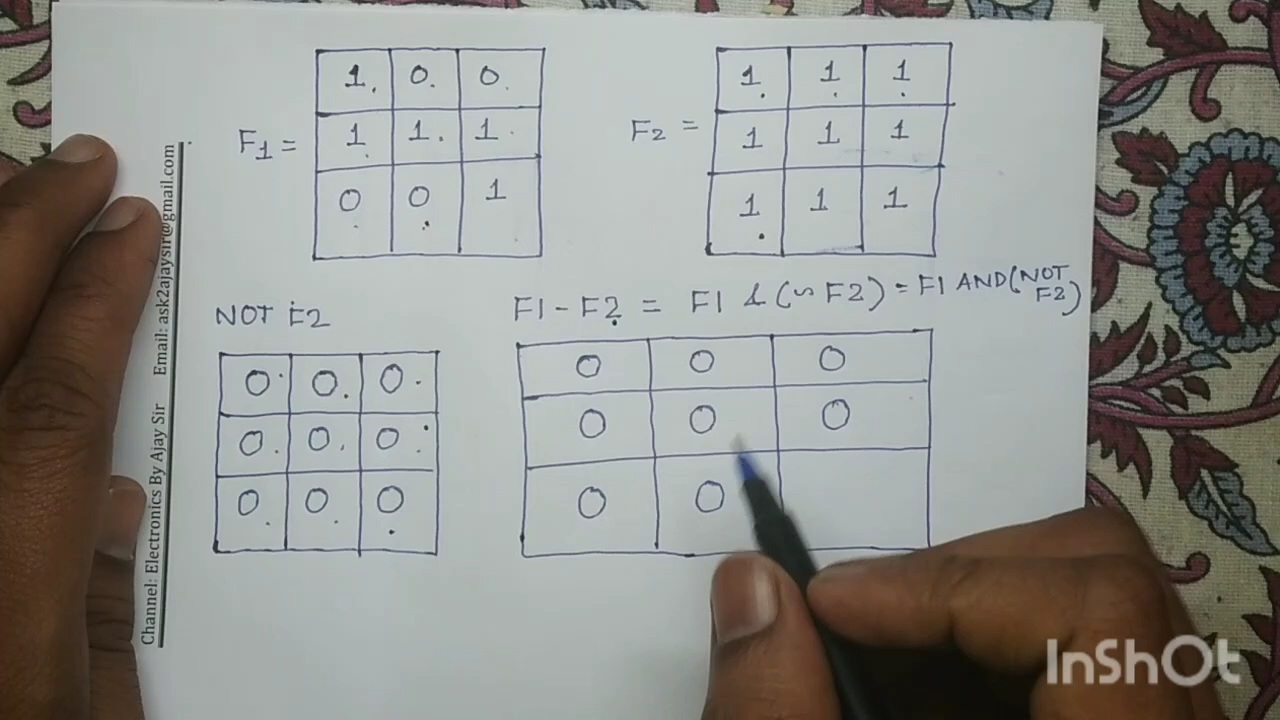 F1 =
1 0 0
1 1 1
0 0 1
F2 =
1 1 1
1 1 1
1 1 1
NOT F2
0 0 0
0 0 0
0 0 0
F1 - F2 = F1 & (~ F2) = F1 AND (NOT F2)
0 0 0
0 0 0
0 0
Channel: Electronics By Ajay Sir Email: ask2ajaysir@gmail.com
InShOt